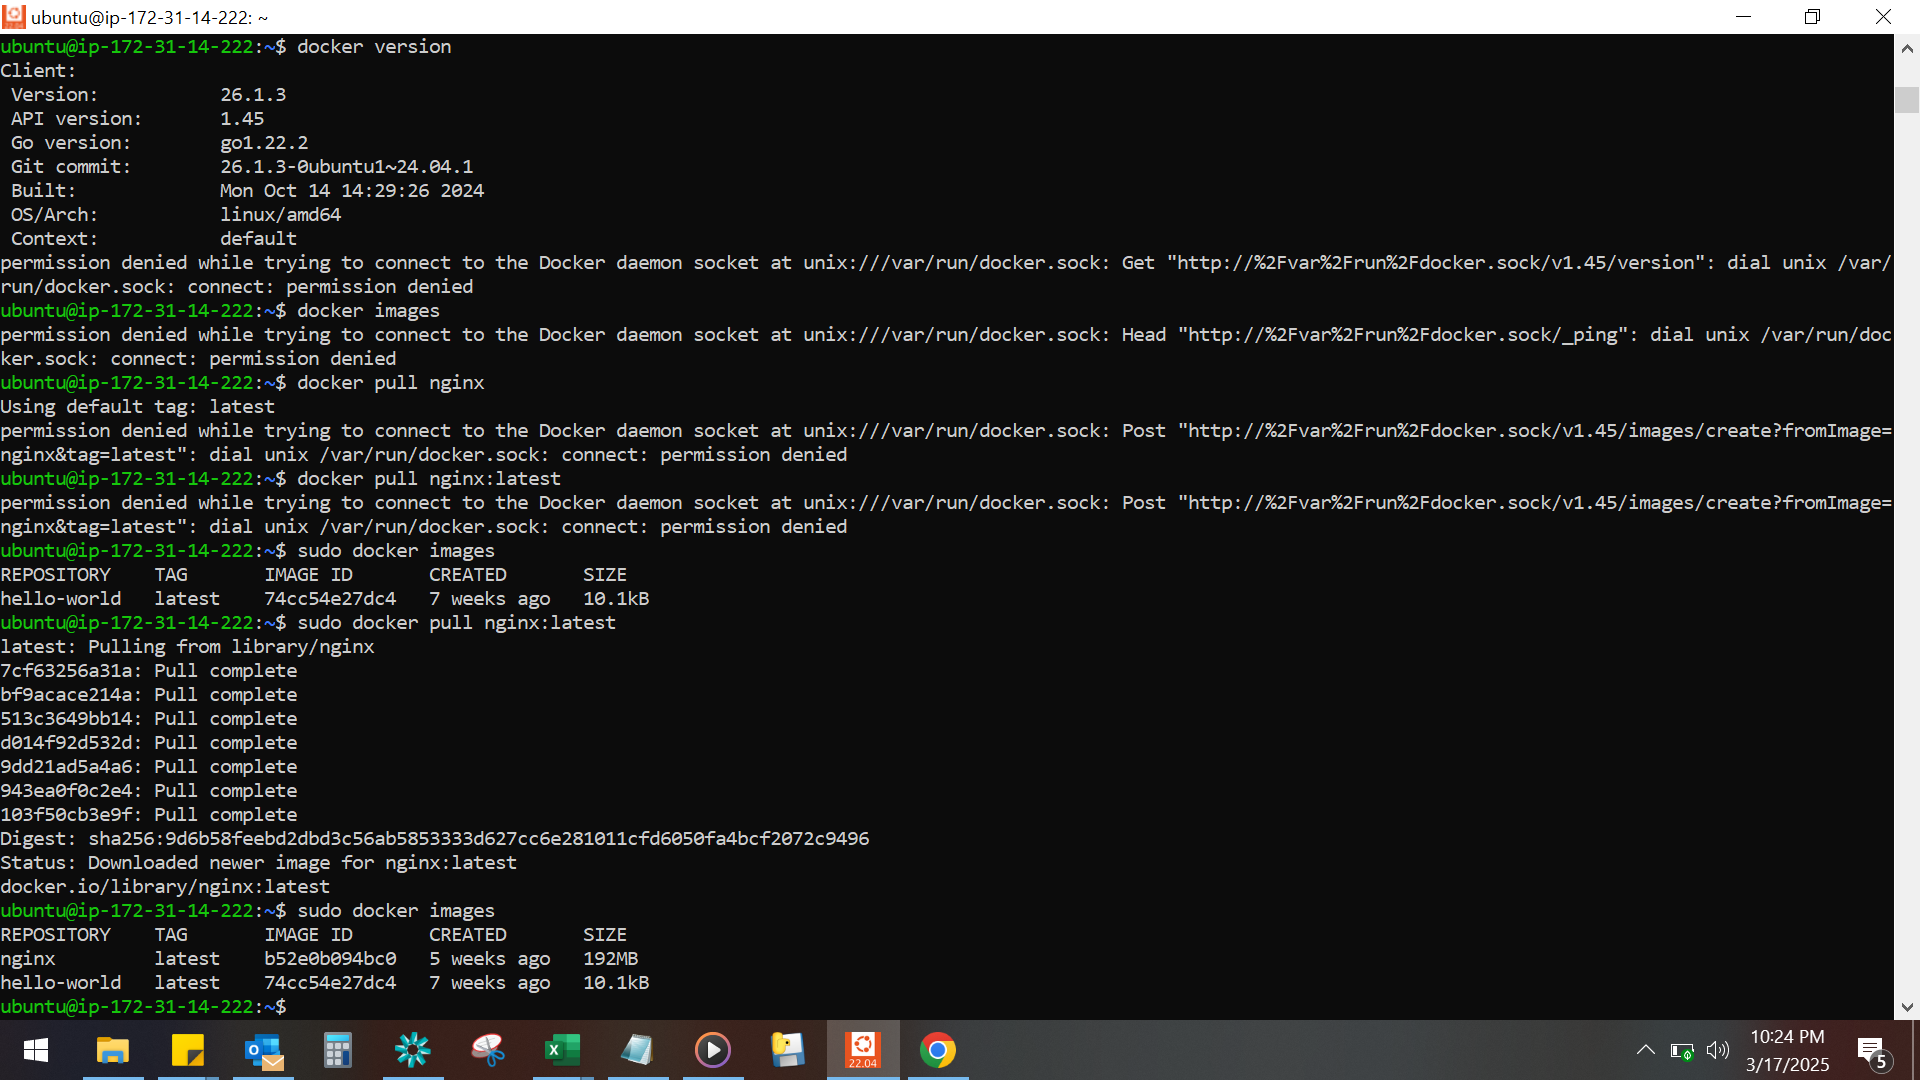 ubuntu@ip-172-31-14-222: ~
ubuntu@ip-172-31-14-222:~$ docker version
Client:
 Version:           26.1.3
 API version:       1.45
 Go version:        go1.22.2
 Git commit:        26.1.3-0ubuntu1~24.04.1
 Built:             Mon Oct 14 14:29:26 2024
 OS/Arch:           linux/amd64
 Context:           default
permission denied while trying to connect to the Docker daemon socket at unix:///var/run/docker.sock: Get "http://%2Fvar%2Frun%2Fdocker.sock/v1.45/version": dial unix /var/
run/docker.sock: connect: permission denied
ubuntu@ip-172-31-14-222:~$ docker images
permission denied while trying to connect to the Docker daemon socket at unix:///var/run/docker.sock: Head "http://%2Fvar%2Frun%2Fdocker.sock/_ping": dial unix /var/run/doc
ker.sock: connect: permission denied
ubuntu@ip-172-31-14-222:~$ docker pull nginx
Using default tag: latest
permission denied while trying to connect to the Docker daemon socket at unix:///var/run/docker.sock: Post "http://%2Fvar%2Frun%2Fdocker.sock/v1.45/images/create?fromImage=
nginx&tag=latest": dial unix /var/run/docker.sock: connect: permission denied
ubuntu@ip-172-31-14-222:~$ docker pull nginx:latest
permission denied while trying to connect to the Docker daemon socket at unix:///var/run/docker.sock: Post "http://%2Fvar%2Frun%2Fdocker.sock/v1.45/images/create?fromImage=
nginx&tag=latest": dial unix /var/run/docker.sock: connect: permission denied
ubuntu@ip-172-31-14-222:~$ sudo docker images
REPOSITORY    TAG       IMAGE ID       CREATED       SIZE
hello-world   latest    74cc54e27dc4   7 weeks ago   10.1kB
ubuntu@ip-172-31-14-222:~$ sudo docker pull nginx:latest
latest: Pulling from library/nginx
7cf63256a31a: Pull complete
bf9acace214a: Pull complete
513c3649bb14: Pull complete
d014f92d532d: Pull complete
9dd21ad5a4a6: Pull complete
943ea0f0c2e4: Pull complete
103f50cb3e9f: Pull complete
Digest: sha256:9d6b58feebd2dbd3c56ab5853333d627cc6e281011cfd6050fa4bcf2072c9496
Status: Downloaded newer image for nginx:latest
docker.io/library/nginx:latest
ubuntu@ip-172-31-14-222:~$ sudo docker images
REPOSITORY    TAG       IMAGE ID       CREATED       SIZE
nginx         latest    b52e0b094bc0   5 weeks ago   192MB
hello-world   latest    74cc54e27dc4   7 weeks ago   10.1kB
ubuntu@ip-172-31-14-222:~$
22.04
10:24 PM
3/17/2025
5